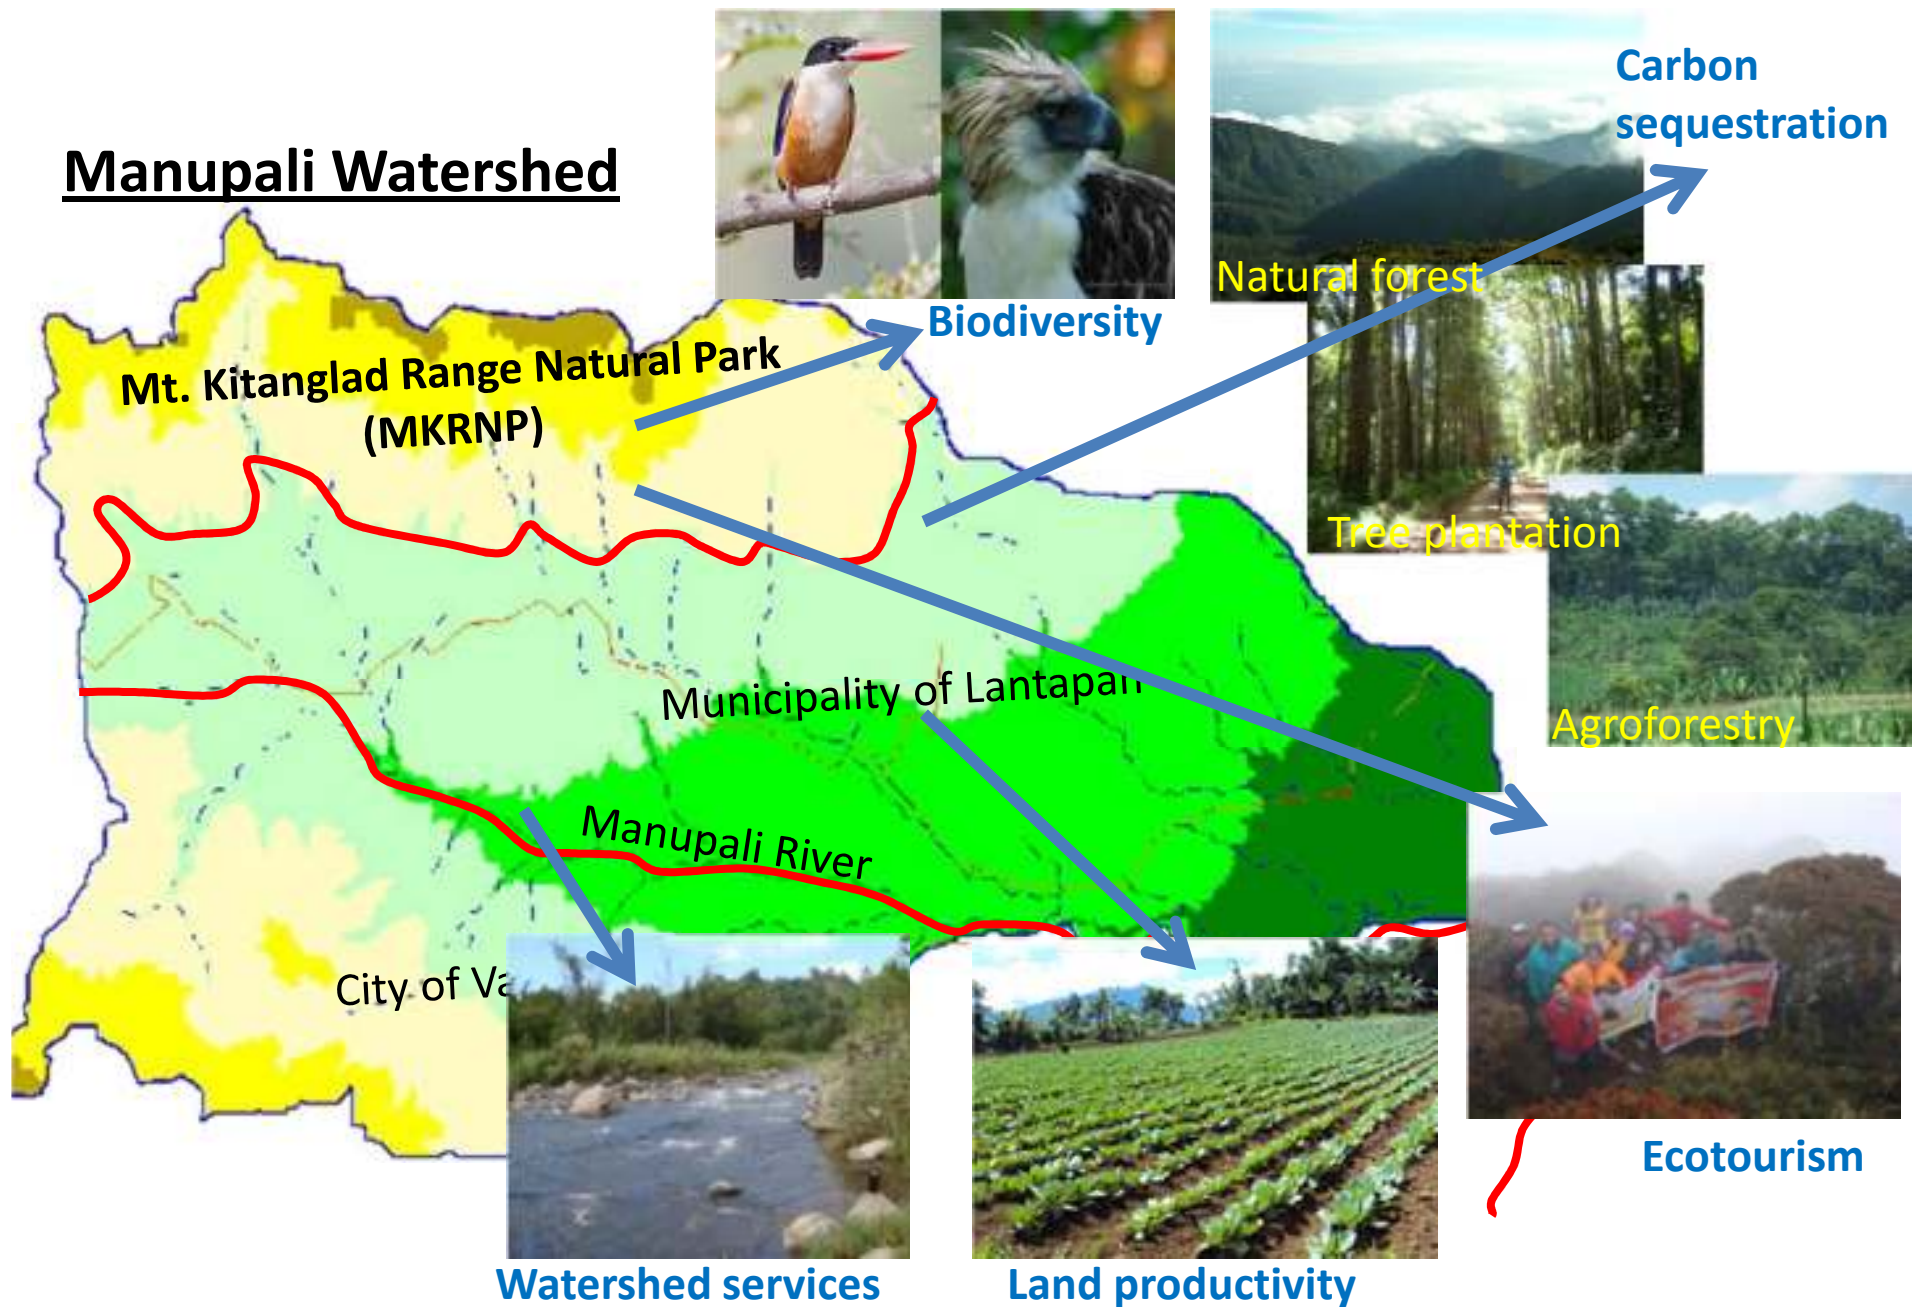 Manupali Watershed
Carbon
sequestration
Natural forest
Biodiversity
Mt. Kitanglad Range Natural Park
(MKRNP)
Tree plantation
Municipality of Lantapan
Agroforestry
Manupali River
City of
Ecotourism
Watershed services
Land productivity